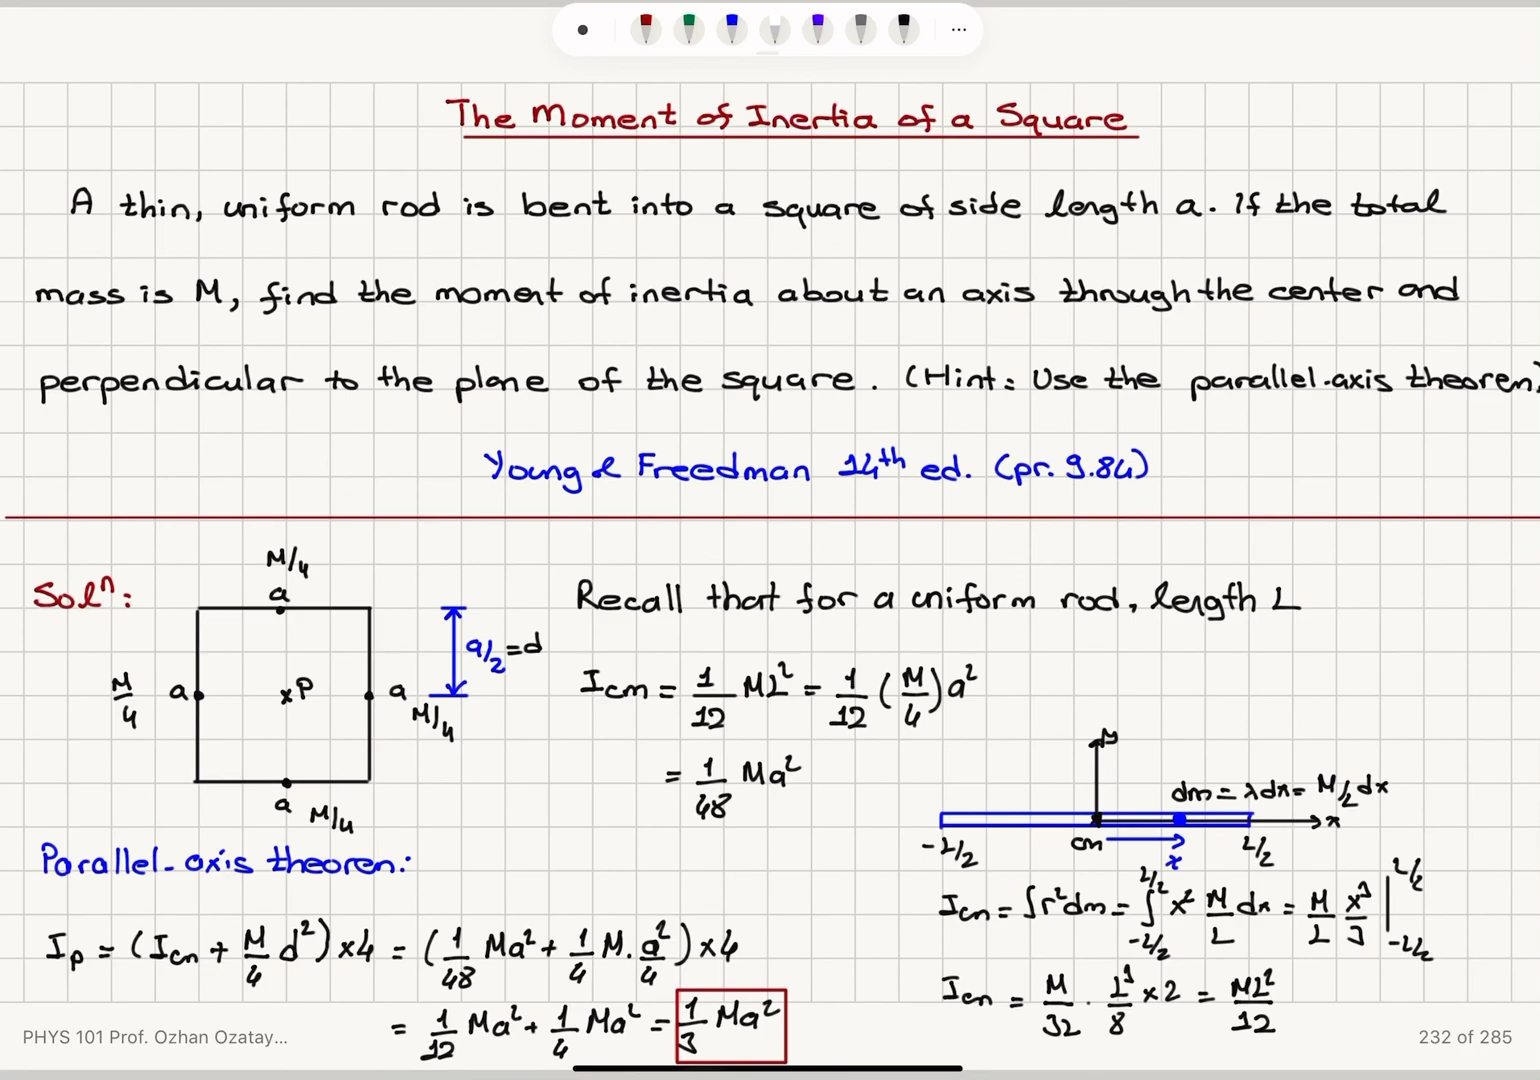 The Moment of Inertia of a Square
A thin, uniform rod is bent into a square of side length a. If the total
mass is M, find the moment of inertia about an axis through the center and
perpendicular to the plane of the square. (Hint: Use the parallel-axis theorem)
Young & Freedman 14th ed. (pr. 9.84)
Solⁿ:
M/4
a
M/4 a
xP
a M/4
a M/4
a/2 = d
Recall that for a uniform rod, length L
Icm = 1/12 ML² = 1/12 (M/4) a²
= 1/48 Ma²
y
dm = λdx = M/L dx
x
-L/2 cm x L/2
Parallel-axis theorem:
Icm = ∫r²dm = ∫_{-L/2}^{L/2} x² M/L dx = M/L x³/3 |_{-L/2}^{L/2}
Ip = (Icm + M/4 d²) x4 = (1/48 Ma² + 1/4 M. a²/4) x4
Icm = M/3L . L³/8 x2 = ML²/12
= 1/12 Ma² + 1/4 Ma² = 1/3 Ma²
PHYS 101 Prof. Ozhan Ozatay...
232 of 285